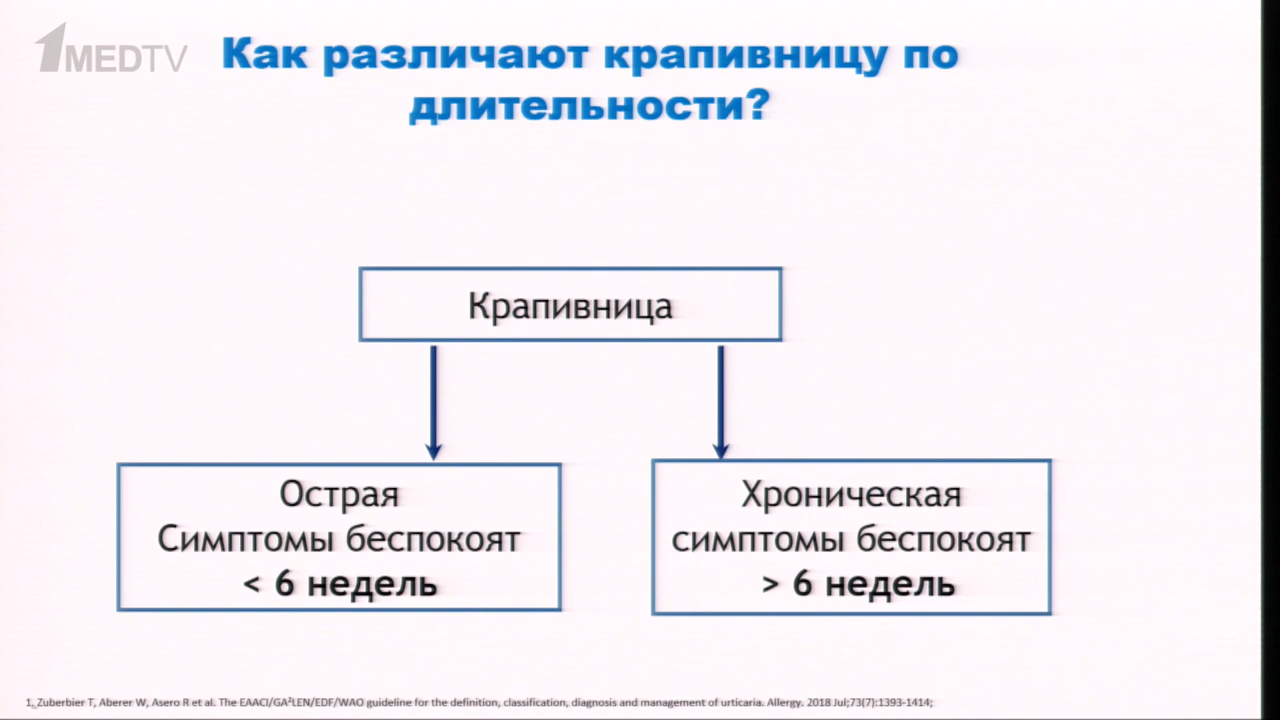 1MEDTV
Как различают крапивницу по
длительности?
Крапивница
Острая
Симптомы беспокоят
< 6 недель
Хроническая
симптомы беспокоят
> 6 недель
1. Zuberbier T, Aberer W, Asero R et al. The EAACI/GA²LEN/EDF/WAO guideline for the definition, classification, diagnosis and management of urticaria. Allergy. 2018 Jul;73(7):1393-1414;